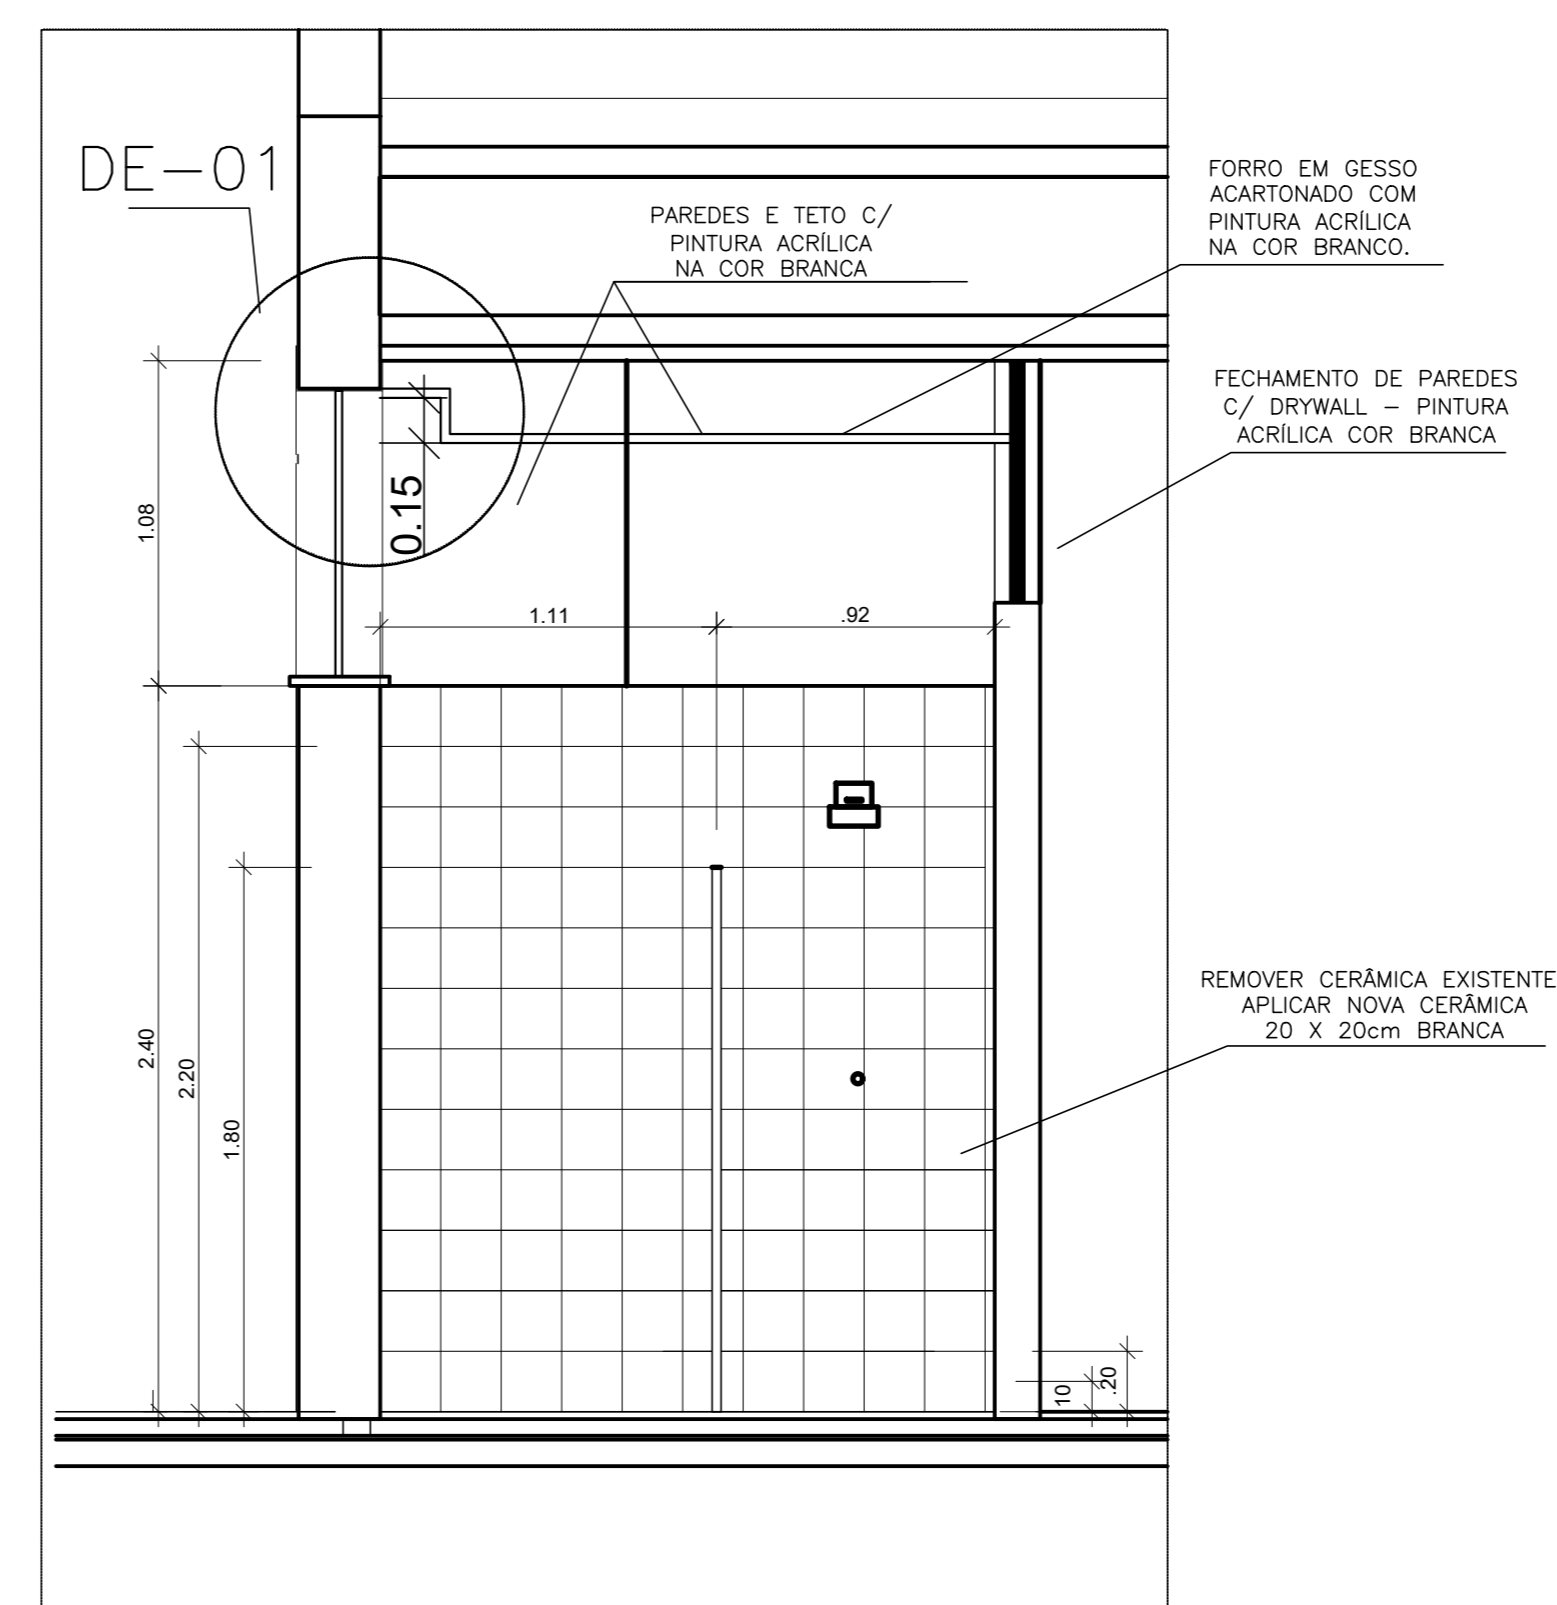 DE-01
PAREDES E TETO C/
PINTURA ACRÍLICA
NA COR BRANCA
FORRO EM GESSO
ACARTONADO COM
PINTURA ACRÍLICA
NA COR BRANCO.
FECHAMENTO DE PAREDES
C/ DRYWALL – PINTURA
ACRÍLICA COR BRANCA
1.08
0.15
1.11
.92
REMOVER CERÂMICA EXISTENTE
APLICAR NOVA CERÂMICA
20 X 20cm BRANCA
2.40
2.20
1.80
10
.20